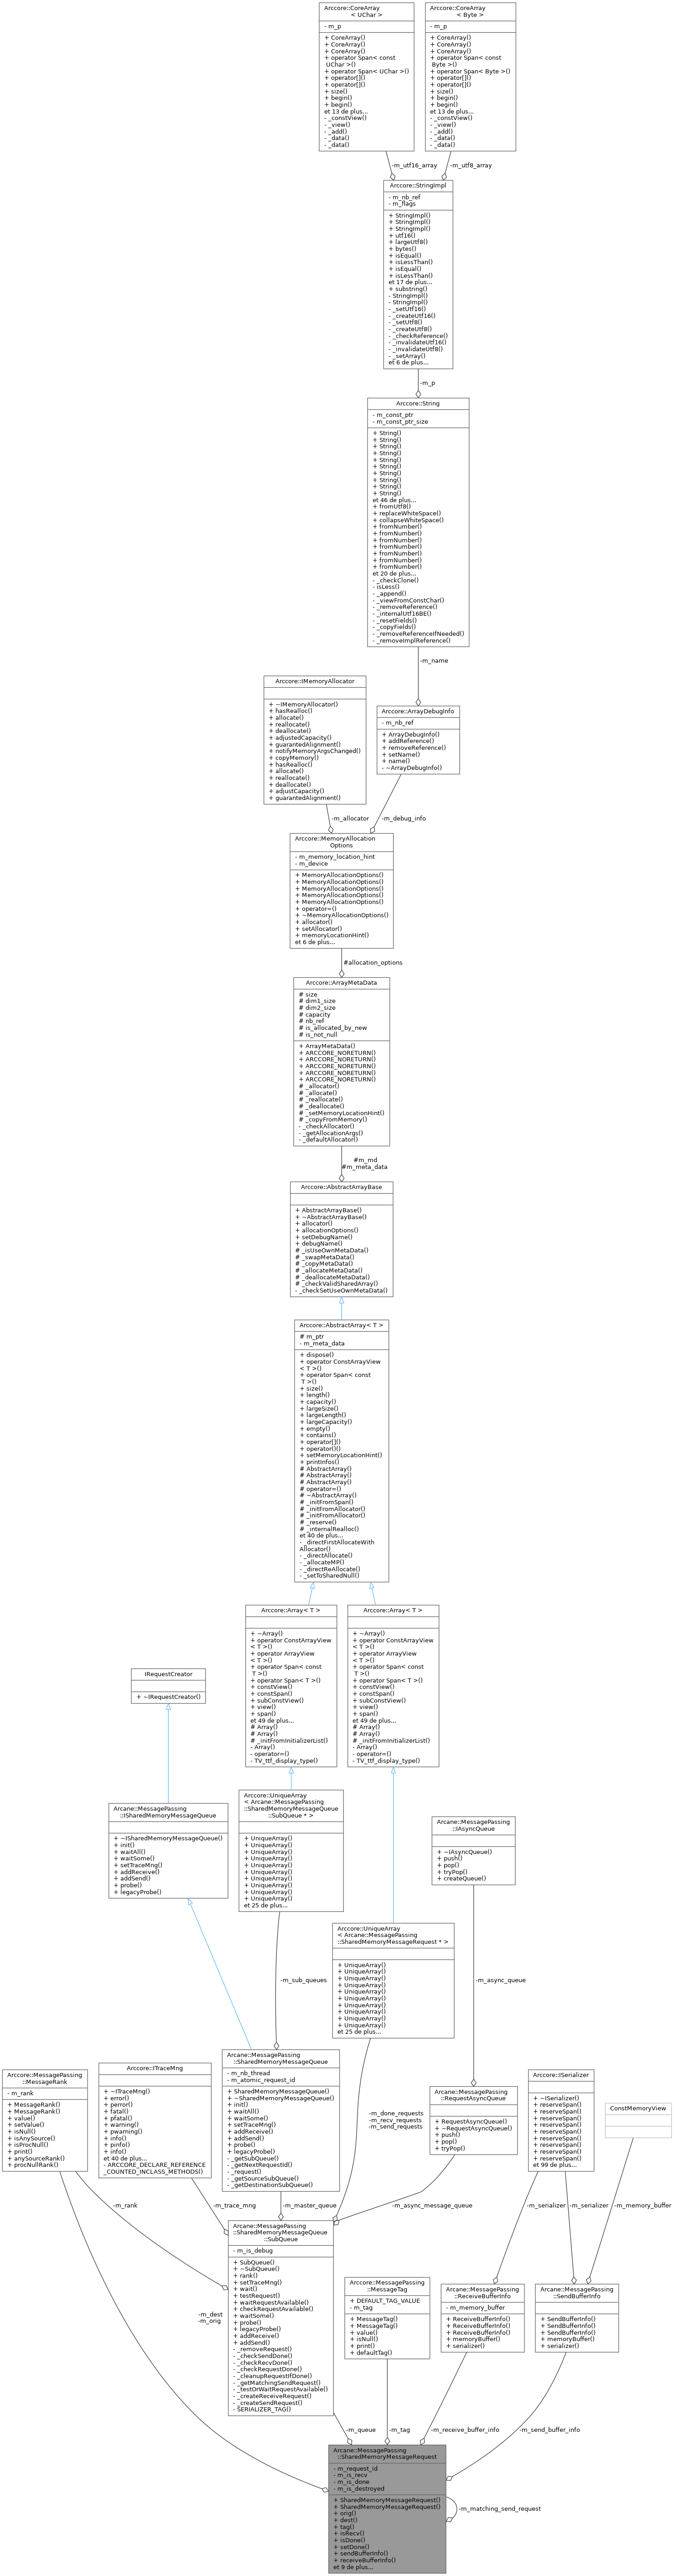 Arccore::CoreArray
< UChar >
- m_p
+ CoreArray()
+ CoreArray()
+ CoreArray()
+ operator Span< const
UChar >()
+ operator Span< UChar >()
+ operator[]()
+ operator[]()
+ size()
+ begin()
+ begin()
et 13 de plus...
- _constView()
- _view()
- _add()
- _data()
- _data()
Arccore::CoreArray
< Byte >
- m_p
+ CoreArray()
+ CoreArray()
+ CoreArray()
+ operator Span< const
Byte >()
+ operator Span< Byte >()
+ operator[]()
+ operator[]()
+ size()
+ begin()
+ begin()
et 13 de plus...
- _constView()
- _view()
- _add()
- _data()
- _data()
-m_utf16_array
-m_utf8_array
Arccore::StringImpl
- m_nb_ref
- m_flags
+ StringImpl()
+ StringImpl()
+ StringImpl()
+ utf16()
+ largeUtf8()
+ bytes()
+ isEqual()
+ isLessThan()
+ isEqual()
+ isLessThan()
et 17 de plus...
+ substring()
- StringImpl()
- StringImpl()
- _setUtf16()
- _createUtf16()
- _setUtf8()
- _createUtf8()
- _checkReference()
- _invalidateUtf16()
- _invalidateUtf8()
- _setArray()
et 6 de plus...
-m_p
Arccore::String
- m_const_ptr
- m_const_ptr_size
+ String()
+ String()
+ String()
+ String()
+ String()
+ String()
+ String()
+ String()
+ String()
+ String()
et 46 de plus...
+ fromUtf8()
+ replaceWhiteSpace()
+ collapseWhiteSpace()
+ fromNumber()
+ fromNumber()
+ fromNumber()
+ fromNumber()
+ fromNumber()
+ fromNumber()
+ fromNumber()
et 20 de plus...
- _checkClone()
- isLess()
- _append()
- _viewFromConstChar()
- _removeReference()
- _internalUtf16BE()
- _resetFields()
- _copyFields()
- _removeReferenceIfNeeded()
- _removeImplReference()
-m_name
Arccore::IMemoryAllocator
+ ~IMemoryAllocator()
+ hasRealloc()
+ allocate()
+ reallocate()
+ deallocate()
+ adjustedCapacity()
+ guarantedAlignment()
+ notifyMemoryArgsChanged()
+ copyMemory()
+ hasRealloc()
+ allocate()
+ reallocate()
+ deallocate()
+ adjustCapacity()
+ guarantedAlignment()
Arccore::ArrayDebugInfo
- m_nb_ref
+ ArrayDebugInfo()
+ addReference()
+ removeReference()
+ setName()
+ name()
- ~ArrayDebugInfo()
-m_allocator
-m_debug_info
Arccore::MemoryAllocation
Options
- m_memory_location_hint
- m_device
+ MemoryAllocationOptions()
+ MemoryAllocationOptions()
+ MemoryAllocationOptions()
+ MemoryAllocationOptions()
+ MemoryAllocationOptions()
+ operator=()
+ ~MemoryAllocationOptions()
+ allocator()
+ setAllocator()
+ memoryLocationHint()
et 6 de plus...
#allocation_options
Arccore::ArrayMetaData
# size
# dim1_size
# dim2_size
# capacity
# nb_ref
# is_allocated_by_new
# is_not_null
+ ArrayMetaData()
+ ARCCORE_NORETURN()
+ ARCCORE_NORETURN()
+ ARCCORE_NORETURN()
+ ARCCORE_NORETURN()
+ ARCCORE_NORETURN()
# _allocator()
# _allocate()
# _reallocate()
# _deallocate()
# _setMemoryLocationHint()
# _copyFromMemory()
- _checkAllocator()
- _getAllocationArgs()
- _defaultAllocator()
#m_md
#m_meta_data
Arccore::AbstractArrayBase
+ AbstractArrayBase()
+ ~AbstractArrayBase()
+ allocator()
+ allocationOptions()
+ setDebugName()
+ debugName()
# _isUseOwnMetaData()
# _swapMetaData()
# _copyMetaData()
# _allocateMetaData()
# _deallocateMetaData()
# _checkValidSharedArray()
- _checkSetUseOwnMetaData()
Arccore::AbstractArray< T >
# m_ptr
- m_meta_data
+ dispose()
+ operator ConstArrayView
< T >()
+ operator Span< const
T >()
+ size()
+ length()
+ capacity()
+ largeSize()
+ largeLength()
+ largeCapacity()
+ empty()
+ contains()
+ operator[]()
+ operator()()
+ setMemoryLocationHint()
+ printInfos()
# AbstractArray()
# AbstractArray()
# AbstractArray()
# operator=()
# ~AbstractArray()
# _initFromSpan()
# _initFromAllocator()
# _initFromAllocator()
# _reserve()
# _internalRealloc()
et 40 de plus...
- _directFirstAllocateWith
Allocator()
- _directAllocate()
- _allocateMP()
- _directReAllocate()
- _setToSharedNull()
Arccore::Array< T >
+ ~Array()
+ operator ConstArrayView
< T >()
+ operator ArrayView
< T >()
+ operator Span< const
T >()
+ operator Span< T >()
+ constView()
+ constSpan()
+ subConstView()
+ view()
+ span()
et 49 de plus...
# Array()
# Array()
# _initFromInitializerList()
- Array()
- operator=()
- TV_ttf_display_type()
Arccore::Array< T >
+ ~Array()
+ operator ConstArrayView
< T >()
+ operator ArrayView
< T >()
+ operator Span< const
T >()
+ operator Span< T >()
+ constView()
+ constSpan()
+ subConstView()
+ view()
+ span()
et 49 de plus...
# Array()
# Array()
# _initFromInitializerList()
- Array()
- operator=()
- TV_ttf_display_type()
IRequestCreator
+ ~IRequestCreator()
Arcane::MessagePassing
::ISharedMemoryMessageQueue
+ ~ISharedMemoryMessageQueue()
+ init()
+ waitAll()
+ waitSome()
+ setTraceMng()
+ addReceive()
+ addSend()
+ probe()
+ legacyProbe()
Arccore::UniqueArray
< Arcane::MessagePassing
::SharedMemoryMessageQueue
::SubQueue * >
+ UniqueArray()
+ UniqueArray()
+ UniqueArray()
+ UniqueArray()
+ UniqueArray()
+ UniqueArray()
+ UniqueArray()
+ UniqueArray()
+ UniqueArray()
+ UniqueArray()
et 25 de plus...
Arcane::MessagePassing
::IAsyncQueue
+ ~IAsyncQueue()
+ push()
+ pop()
+ tryPop()
+ createQueue()
Arccore::UniqueArray
< Arcane::MessagePassing
::SharedMemoryMessageRequest * >
+ UniqueArray()
+ UniqueArray()
+ UniqueArray()
+ UniqueArray()
+ UniqueArray()
+ UniqueArray()
+ UniqueArray()
+ UniqueArray()
+ UniqueArray()
+ UniqueArray()
et 25 de plus...
-m_sub_queues
-m_async_queue
Arccore::MessagePassing
::MessageRank
- m_rank
+ MessageRank()
+ MessageRank()
+ value()
+ setValue()
+ isNull()
+ isAnySource()
+ isProcNull()
+ print()
+ anySourceRank()
+ procNullRank()
Arccore::ITraceMng
+ ~ITraceMng()
+ error()
+ perror()
+ fatal()
+ pfatal()
+ warning()
+ pwarning()
+ info()
+ pinfo()
+ info()
et 40 de plus...
- ARCCORE_DECLARE_REFERENCE
_COUNTED_INCLASS_METHODS()
Arcane::MessagePassing
::SharedMemoryMessageQueue
- m_nb_thread
- m_atomic_request_id
+ SharedMemoryMessageQueue()
+ ~SharedMemoryMessageQueue()
+ init()
+ waitAll()
+ waitSome()
+ setTraceMng()
+ addReceive()
+ addSend()
+ probe()
+ legacyProbe()
- _getSubQueue()
- _getNextRequestId()
- _request()
- _getSourceSubQueue()
- _getDestinationSubQueue()
-m_done_requests
-m_recv_requests
-m_send_requests
Arcane::MessagePassing
::RequestAsyncQueue
+ RequestAsyncQueue()
+ ~RequestAsyncQueue()
+ push()
+ pop()
+ tryPop()
Arccore::ISerializer
+ ~ISerializer()
+ reserveSpan()
+ reserveSpan()
+ reserveSpan()
+ reserveSpan()
+ reserveSpan()
+ reserveSpan()
+ reserveSpan()
+ reserveSpan()
+ reserveSpan()
et 99 de plus...
ConstMemoryView
-m_rank
-m_trace_mng
-m_master_queue
-m_async_message_queue
-m_serializer
-m_serializer
-m_memory_buffer
Arcane::MessagePassing
::SharedMemoryMessageQueue
::SubQueue
- m_is_debug
+ SubQueue()
+ ~SubQueue()
+ rank()
+ setTraceMng()
+ wait()
+ testRequest()
+ waitRequestAvailable()
+ checkRequestAvailable()
+ waitSome()
+ probe()
+ legacyProbe()
+ addReceive()
+ addSend()
- _removeRequest()
- _checkSendDone()
- _checkRecvDone()
- _checkRequestDone()
- _cleanupRequestIfDone()
- _getMatchingSendRequest()
- _testOrWaitRequestAvailable()
- _createReceiveRequest()
- _createSendRequest()
- SERIALIZER_TAG()
-m_dest
-m_orig
Arccore::MessagePassing
::MessageTag
+ DEFAULT_TAG_VALUE
- m_tag
+ MessageTag()
+ MessageTag()
+ value()
+ isNull()
+ print()
+ defaultTag()
Arcane::MessagePassing
::ReceiveBufferInfo
- m_memory_buffer
+ ReceiveBufferInfo()
+ ReceiveBufferInfo()
+ ReceiveBufferInfo()
+ memoryBuffer()
+ serializer()
Arcane::MessagePassing
::SendBufferInfo
+ SendBufferInfo()
+ SendBufferInfo()
+ SendBufferInfo()
+ memoryBuffer()
+ serializer()
-m_queue
-m_tag
-m_receive_buffer_info
-m_send_buffer_info
Arcane::MessagePassing
::SharedMemoryMessageRequest
- m_request_id
- m_is_recv
- m_is_done
- m_is_destroyed
+ SharedMemoryMessageRequest()
+ SharedMemoryMessageRequest()
+ orig()
+ dest()
+ tag()
+ isRecv()
+ isDone()
+ setDone()
+ sendBufferInfo()
+ receiveBufferInfo()
et 9 de plus...
-m_matching_send_request